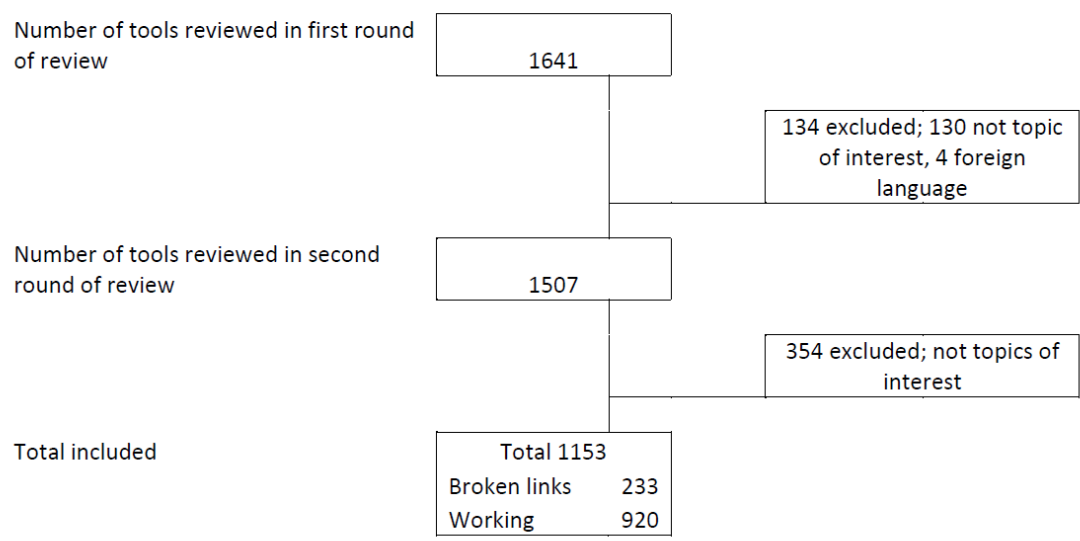 Number of tools reviewed in first round
of review
1641
134 excluded; 130 not topic
of interest, 4 foreign
language
Number of tools reviewed in second
round of review
1507
354 excluded; not topics of
interest
Total included
Total 1153
Broken links 233
Working 920